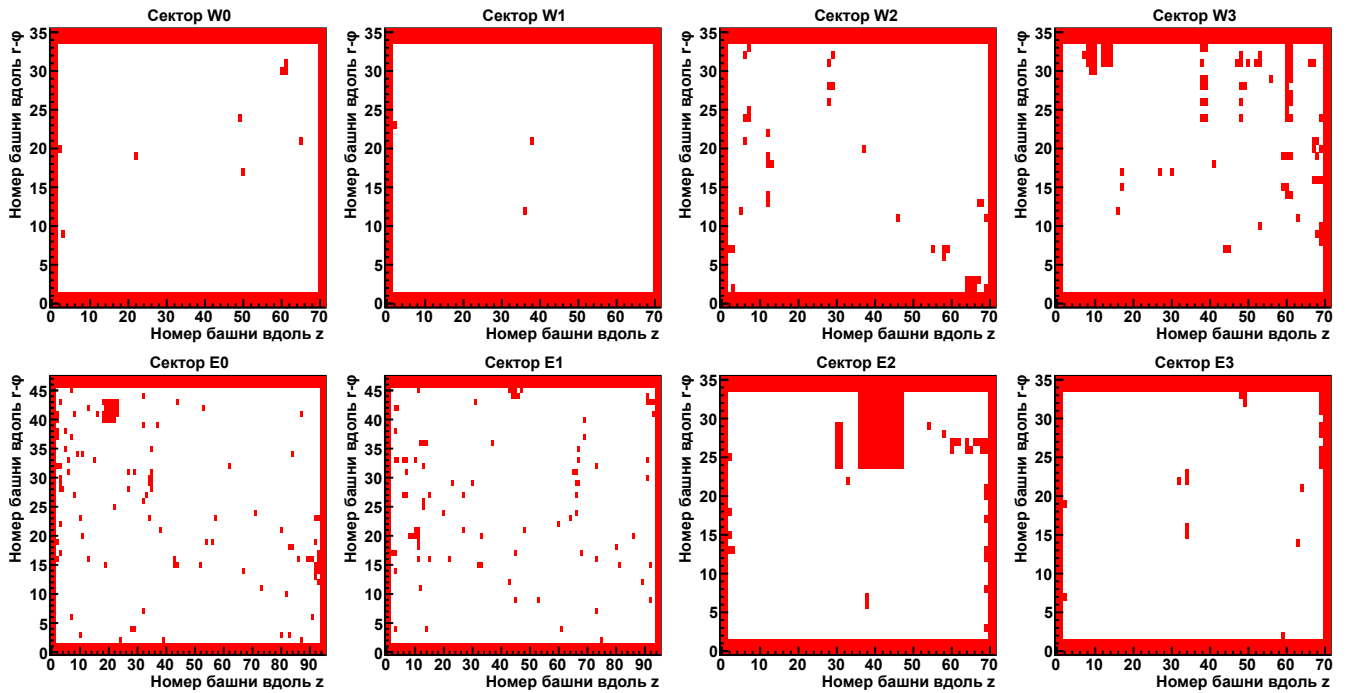 Сектор W0
Номер башни вдоль r-φ
0 5 10 15 20 25 30 35
0 10 20 30 40 50 60 70
Номер башни вдоль z
Сектор W1
Номер башни вдоль r-φ
0 5 10 15 20 25 30 35
0 10 20 30 40 50 60 70
Номер башни вдоль z
Сектор W2
Номер башни вдоль r-φ
0 5 10 15 20 25 30 35
0 10 20 30 40 50 60 70
Номер башни вдоль z
Сектор W3
Номер башни вдоль r-φ
0 5 10 15 20 25 30 35
0 10 20 30 40 50 60 70
Номер башни вдоль z
Сектор E0
Номер башни вдоль r-φ
0 5 10 15 20 25 30 35 40 45
0 10 20 30 40 50 60 70 80 90
Номер башни вдоль z
Сектор E1
Номер башни вдоль r-φ
0 5 10 15 20 25 30 35 40 45
0 10 20 30 40 50 60 70 80 90
Номер башни вдоль z
Сектор E2
Номер башни вдоль r-φ
0 5 10 15 20 25 30 35
0 10 20 30 40 50 60 70
Номер башни вдоль z
Сектор E3
Номер башни вдоль r-φ
0 5 10 15 20 25 30 35
0 10 20 30 40 50 60 70
Номер башни вдоль z